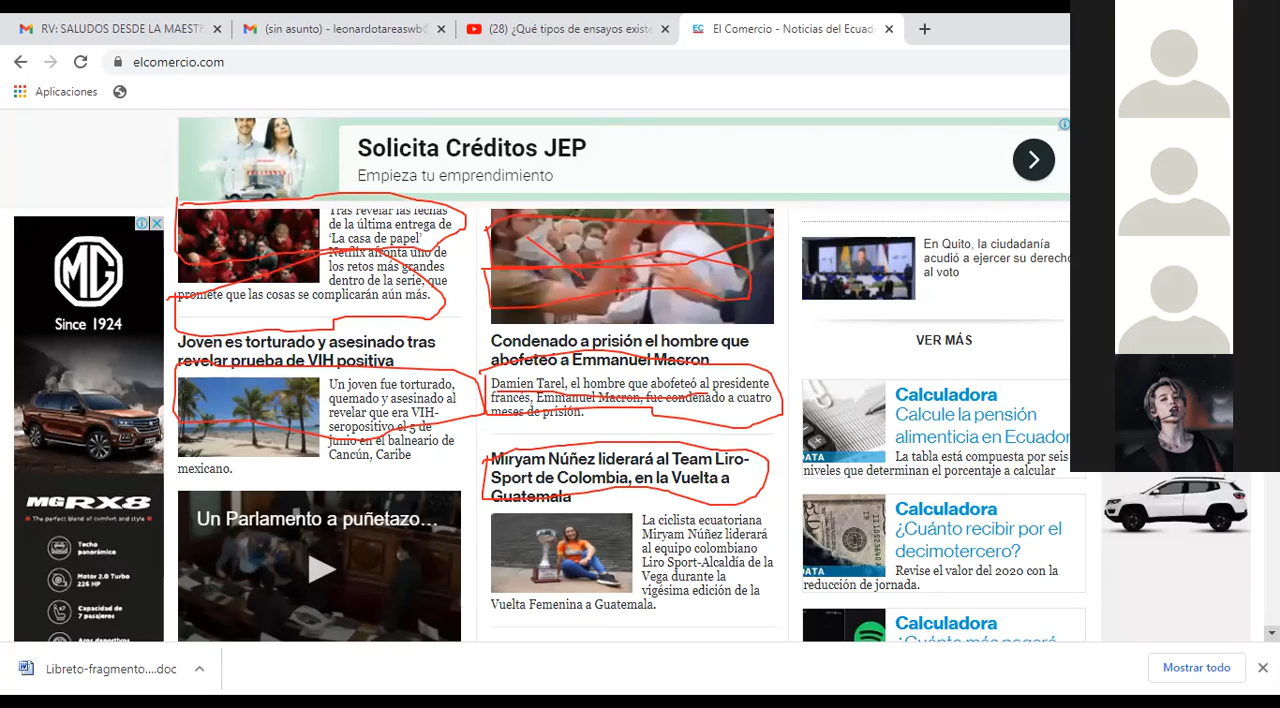 RV: SALUDOS DESDE LA MAEST
(sin asunto) - leonardotareaswb@
(28) ¿Qué tipos de ensayos existe
El Comercio - Noticias del Ecuad
elcomercio.com
Aplicaciones
Solicita Créditos JEP
Empieza tu emprendimiento
MG
Since 1924
MGRX8
The perfect blend of comfort and style
Techo
panorámico
Motor 2.0 Turbo
226 HP
Capacidad de
7 pasajeros
Tras revelar las fechas
de la última entrega de
‘La casa de papel’
Netflix afronta uno de
los retos más grandes
dentro de la serie, que
promete que las cosas se complicarán aún más.
Joven es torturado y asesinado tras
revelar prueba de VIH positiva
Un joven fue torturado,
quemado y asesinado al
revelar que era VIH-
seropositivo el 5 de
junio en el balneario de
Cancún, Caribe
mexicano.
Un Parlamento a puñetazo...
Condenado a prisión el hombre que
abofeteó a Emmanuel Macron
Damien Tarel, el hombre que abofeteó al presidente
francés, Emmanuel Macron, fue condenado a cuatro
meses de prisión.
Miryam Núñez liderará al Team Liro-
Sport de Colombia, en la Vuelta a
Guatemala
La ciclista ecuatoriana
Miryam Núñez liderará
al equipo colombiano
Liro Sport-Alcaldía de la
Vega durante la
vigésima edición de la
Vuelta Femenina a Guatemala.
En Quito, la ciudadanía
acudió a ejercer su derecho
al voto
VER MÁS
DATA
Calculadora
Calcule la pensión
alimenticia en Ecuador
La tabla está compuesta por seis
niveles que determinan el porcentaje a calcular
DATA
Calculadora
¿Cuánto recibir por el
decimotercero?
Revise el valor del 2020 con la
reducción de jornada.
Calculadora
¿Cuánto más pagará
Libreto-fragmento....doc
Mostrar todo